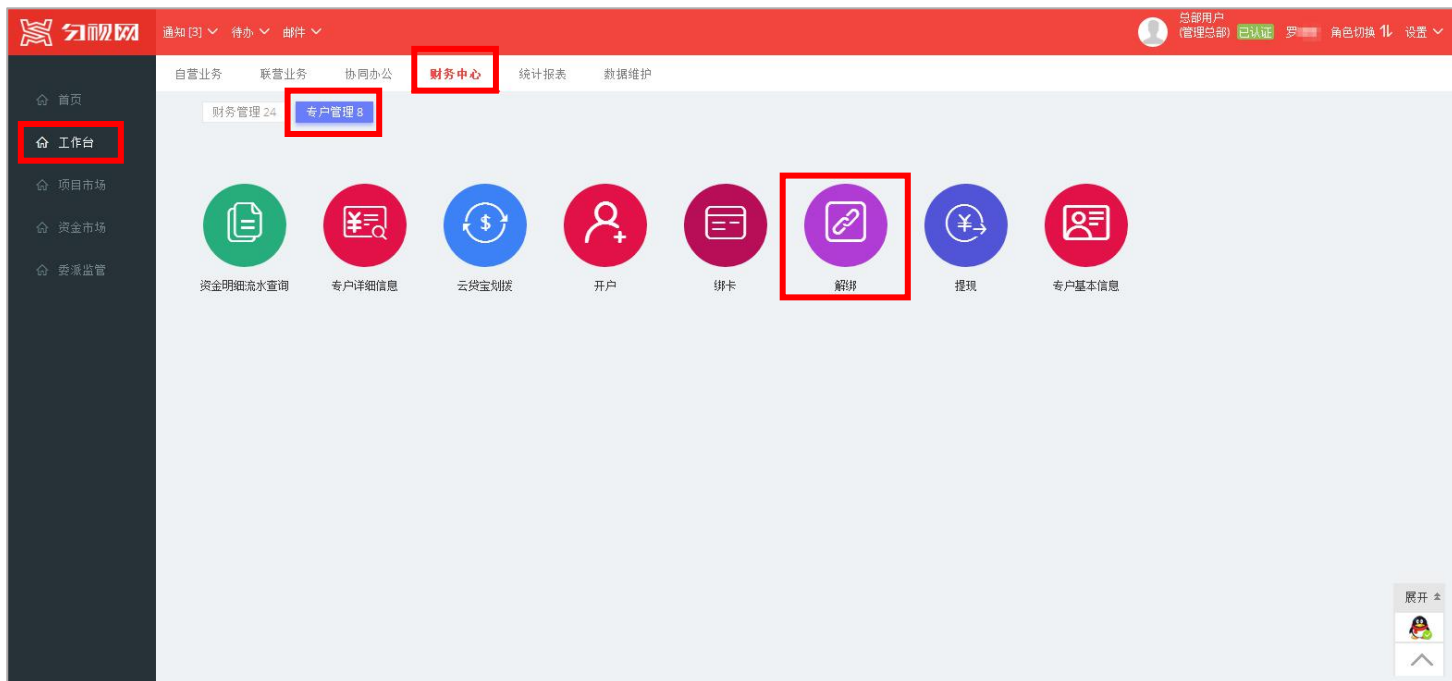 匀视网
通知 [3] 待办 邮件
总部用户
(管理总部) 已认证 罗 角色切换 设置
首页
工作台
项目市场
资金市场
委派监管
自营业务 联营业务 协同办公 财务中心 统计报表 数据维护
财务管理 24 专户管理 8
资金明细流水查询 专户详细信息 云贷宝划拨 开户 绑卡 解绑 提现 专户基本信息
展开